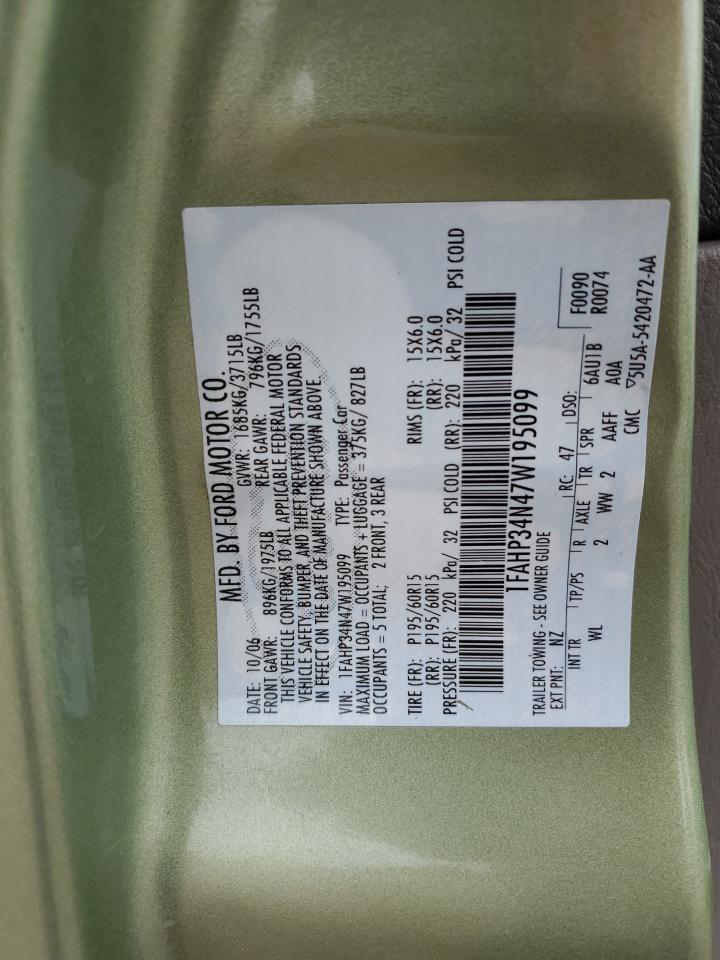 MFD. BY FORD MOTOR CO.
DATE: 10/06 GVWR: 1685KG/3715LB
FRONT GAWR: 896KG/1975LB REAR GAWR: 796KG/1755LB
THIS VEHICLE CONFORMS TO ALL APPLICABLE FEDERAL MOTOR
VEHICLE SAFETY, BUMPER, AND THEFT PREVENTION STANDARDS
IN EFFECT ON THE DATE OF MANUFACTURE SHOWN ABOVE.
VIN: 1FAHP34N47W195099 TYPE: Passenger Car
MAXIMUM LOAD = OCCUPANTS + LUGGAGE = 375KG/ 827LB
OCCUPANTS = 5 TOTAL; 2 FRONT, 3 REAR
TIRE (FR): P195/60R15 RIMS (FR): 15X6.0
(RR): P195/60R15 (RR): 15X6.0
PRESSURE (FR): 220 kPa/ 32 PSI COLD (RR): 220 kPa/ 32 PSI COLD
1FAHP34N47W195099
TRAILER TOWING - SEE OWNER GUIDE F0090
EXT PNT: NZ RC: 47 DSO: R0074
INT TR TP/PS R AXLE TR SPR 6AU1B
WL 2 WW 2 AAFF A0A
CMC ▽5U5A-5420472-AA